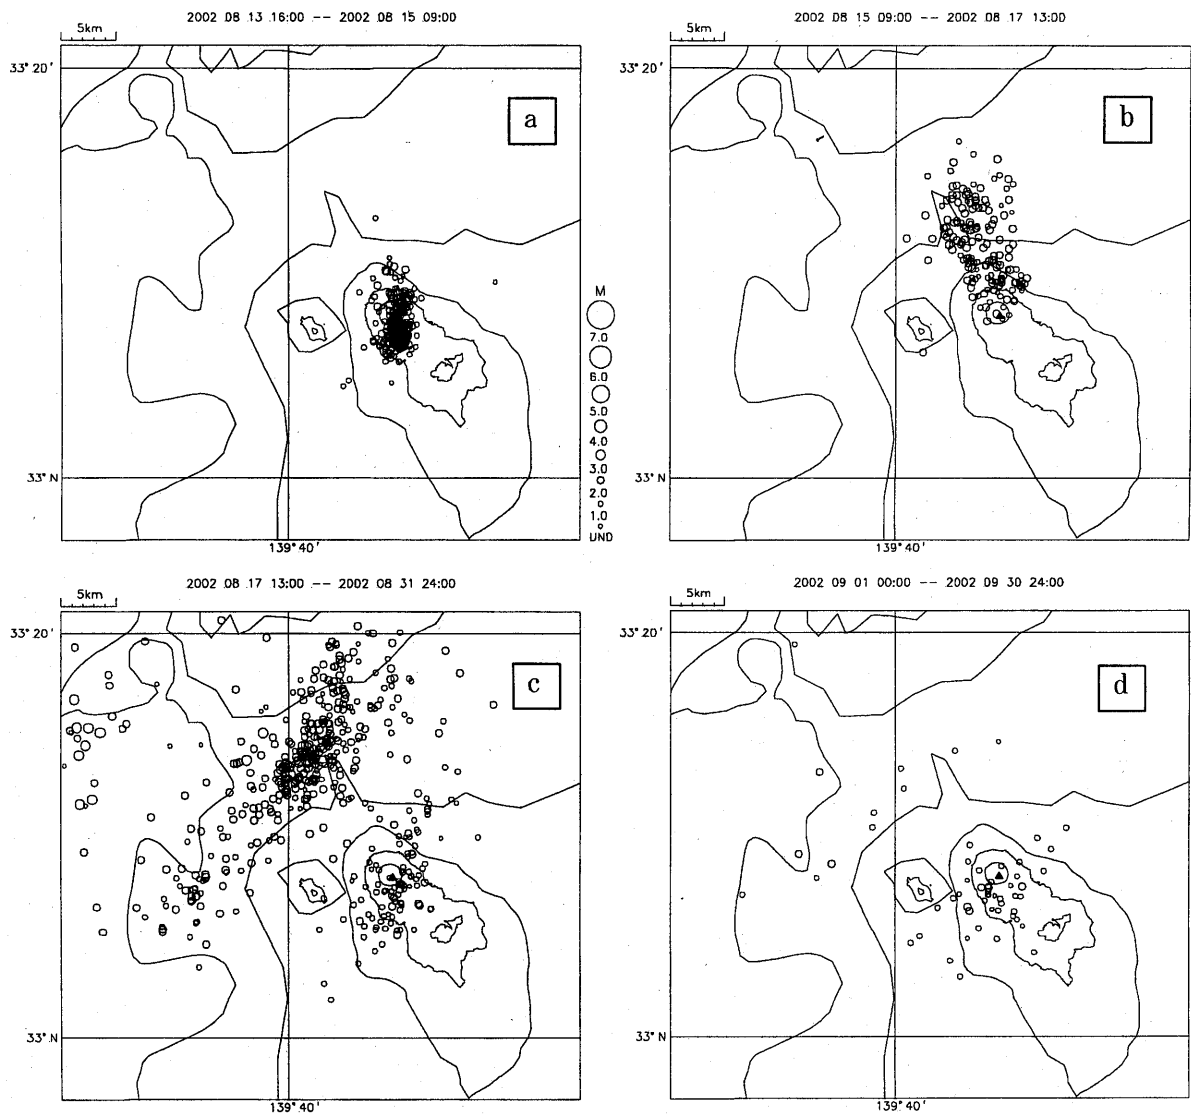 2002 08 13 16:00 -- 2002 08 15 09:00
5km
33° 20'
a
33° N
139° 40'
M
7.0
6.0
5.0
4.0
3.0
2.0
1.0
UND
2002 08 15 09:00 -- 2002 08 17 13:00
5km
33° 20'
b
33° N
139° 40'
2002 08 17 13:00 -- 2002 08 31 24:00
5km
33° 20'
c
33° N
139° 40'
2002 09 01 00:00 -- 2002 09 30 24:00
5km
33° 20'
d
33° N
139° 40'